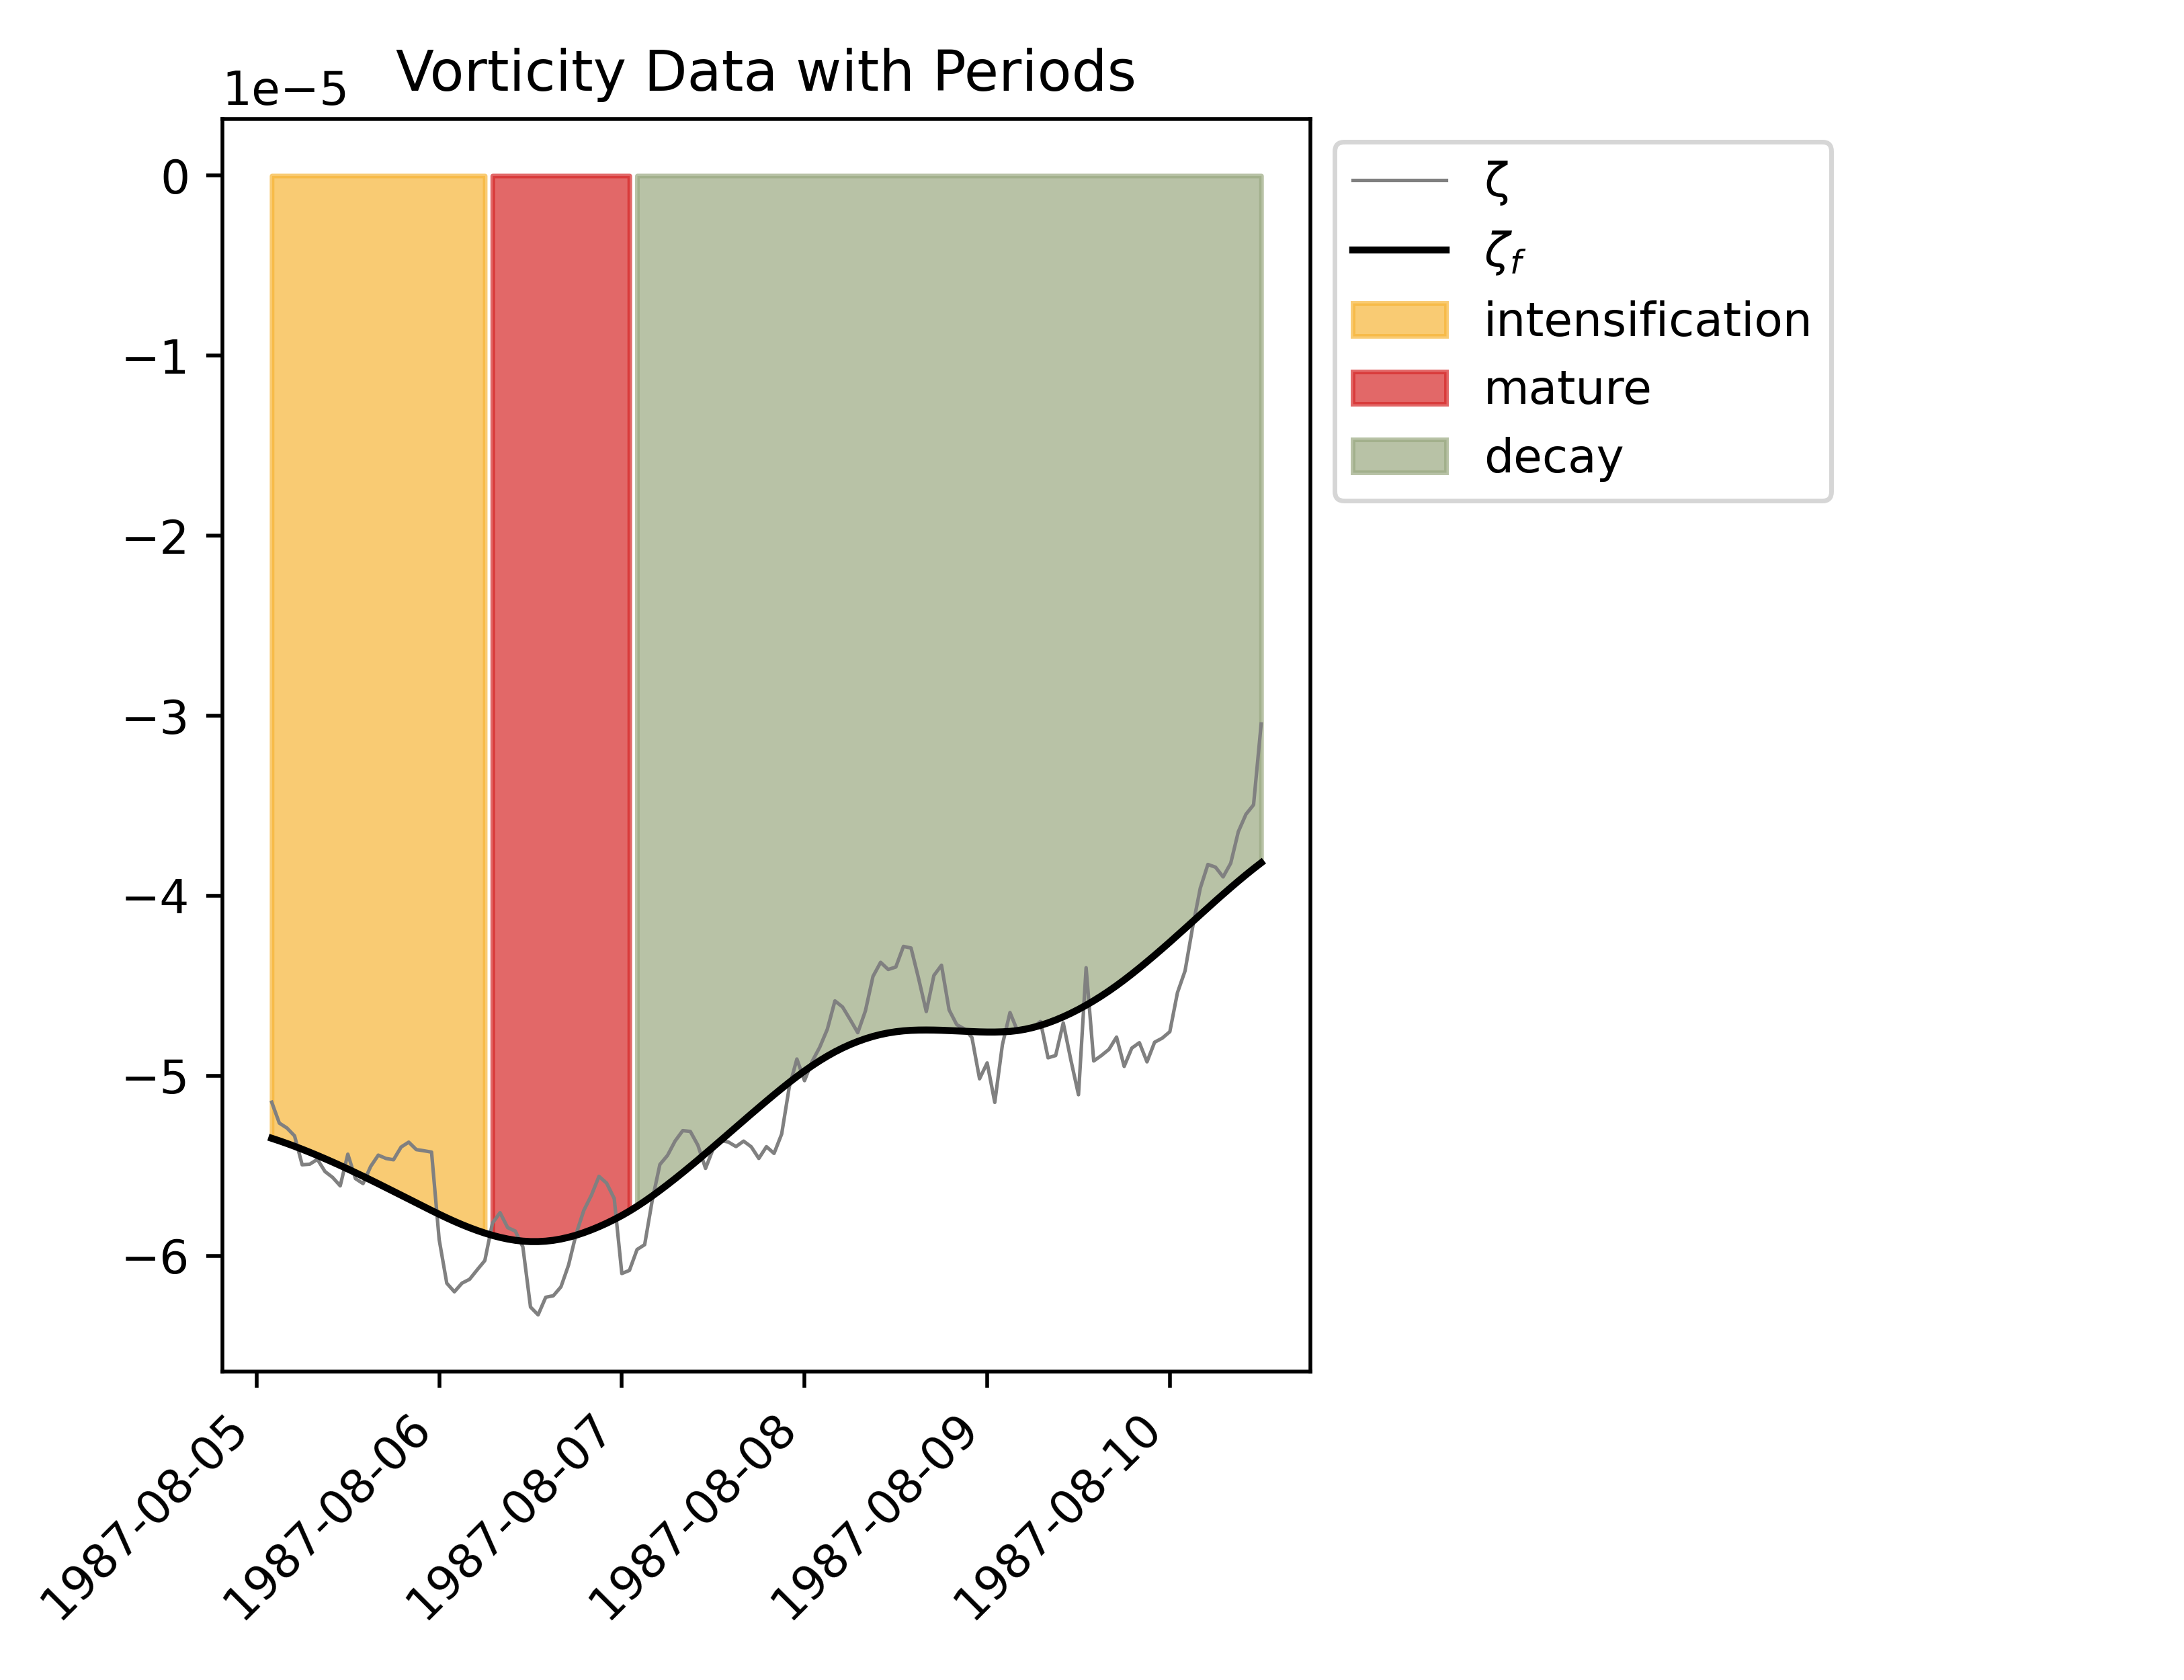 Vorticity Data with Periods
1e−5
0
−1
−2
−3
−4
−5
−6
1987-08-05
1987-08-06
1987-08-07
1987-08-08
1987-08-09
1987-08-10
ζ
ζf
intensification
mature
decay